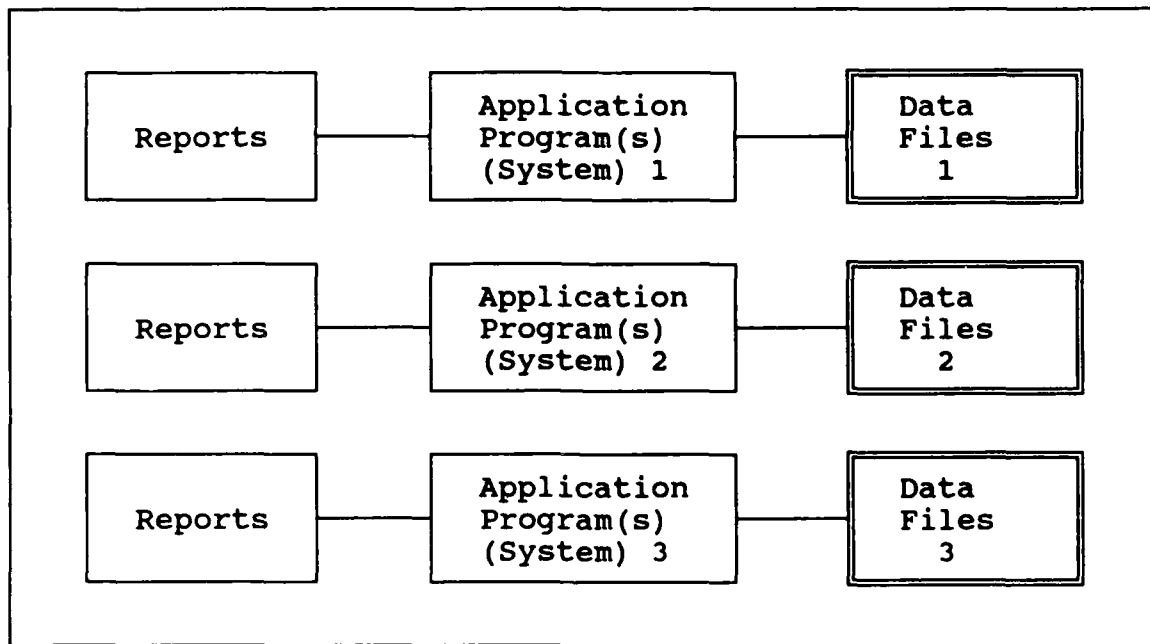 Reports
Application
Program(s)
(System) 1
Data
Files
1
Reports
Application
Program(s)
(System) 2
Data
Files
2
Reports
Application
Program(s)
(System) 3
Data
Files
3